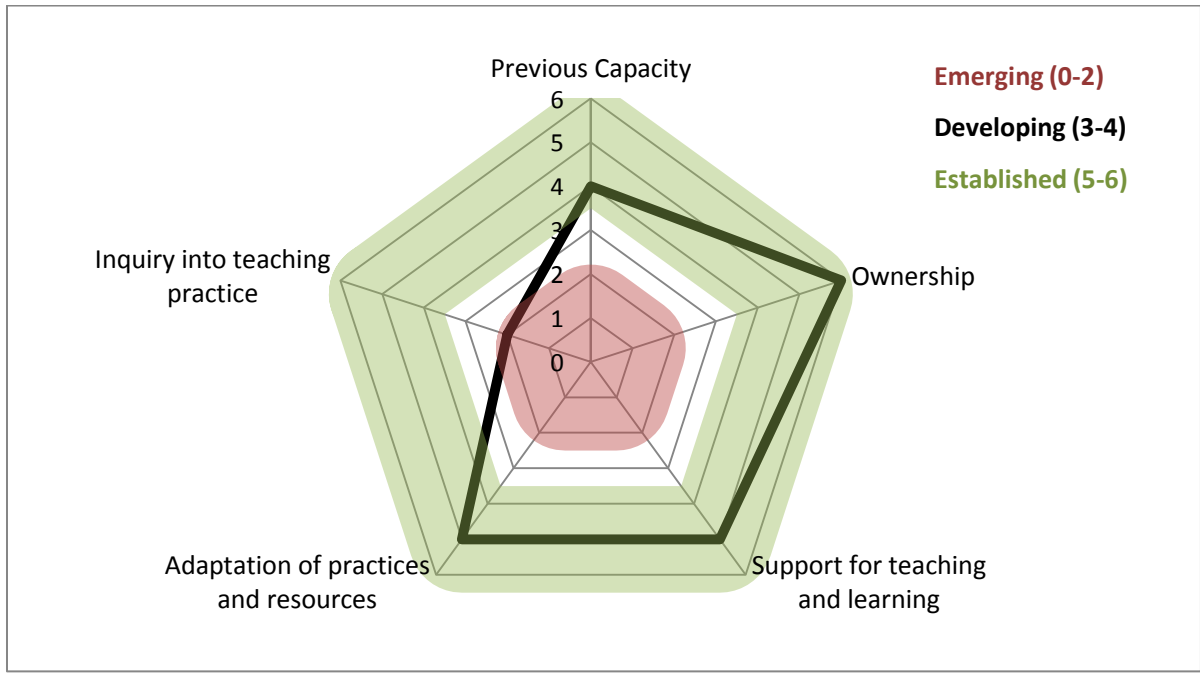 Previous Capacity
Emerging (0-2)
Developing (3-4)
Established (5-6)
6
5
4
3
2
1
0
Inquiry into teaching
practice
Ownership
Adaptation of practices
and resources
Support for teaching
and learning